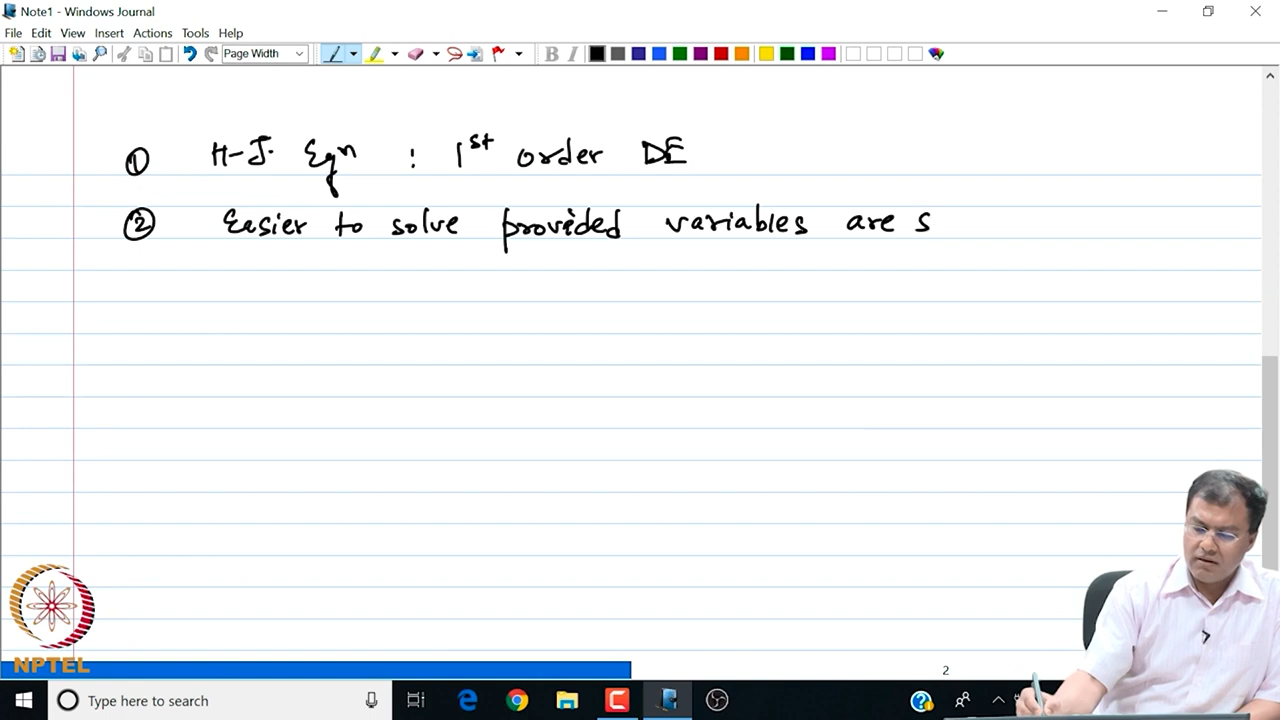 Note1 - Windows Journal
File Edit View Insert Actions Tools Help
Page Width B I
① H-J. Eqn : 1st order DE
② Easier to solve provided variables are s
NPTEL
2
Type here to search